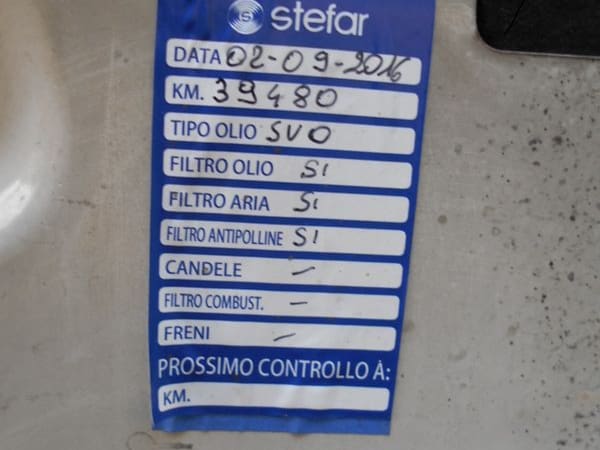 stefar
DATA 02-09-2016
KM. 39480
TIPO OLIO SVO
FILTRO OLIO SI
FILTRO ARIA SI
FILTRO ANTIPOLLINE SI
CANDELE –
FILTRO COMBUST. –
FRENI –
PROSSIMO CONTROLLO À:
KM.